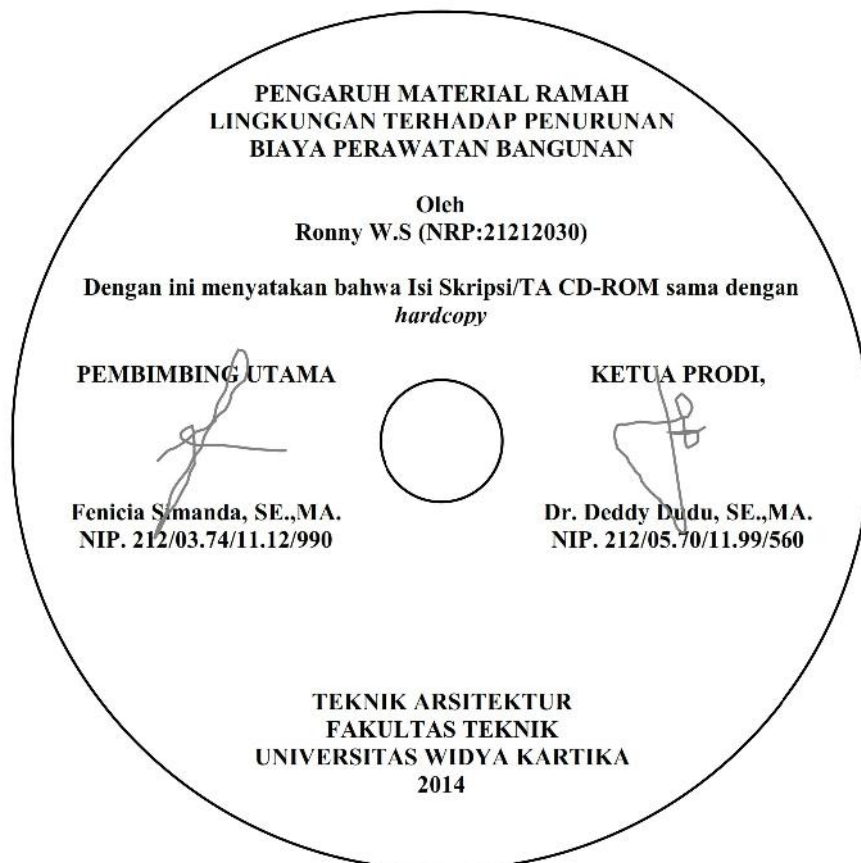 PENGARUH MATERIAL RAMAH
LINGKUNGAN TERHADAP PENURUNAN
BIAYA PERAWATAN BANGUNAN
Oleh
Ronny W.S (NRP:21212030)
Dengan ini menyatakan bahwa Isi Skripsi/TA CD-ROM sama dengan
hardcopy
PEMBIMBING UTAMA
KETUA PRODI,
Fenicia Simanda, SE.,MA.
NIP. 212/03.74/11.12/990
Dr. Deddy Dudu, SE.,MA.
NIP. 212/05.70/11.99/560
TEKNIK ARSITEKTUR
FAKULTAS TEKNIK
UNIVERSITAS WIDYA KARTIKA
2014